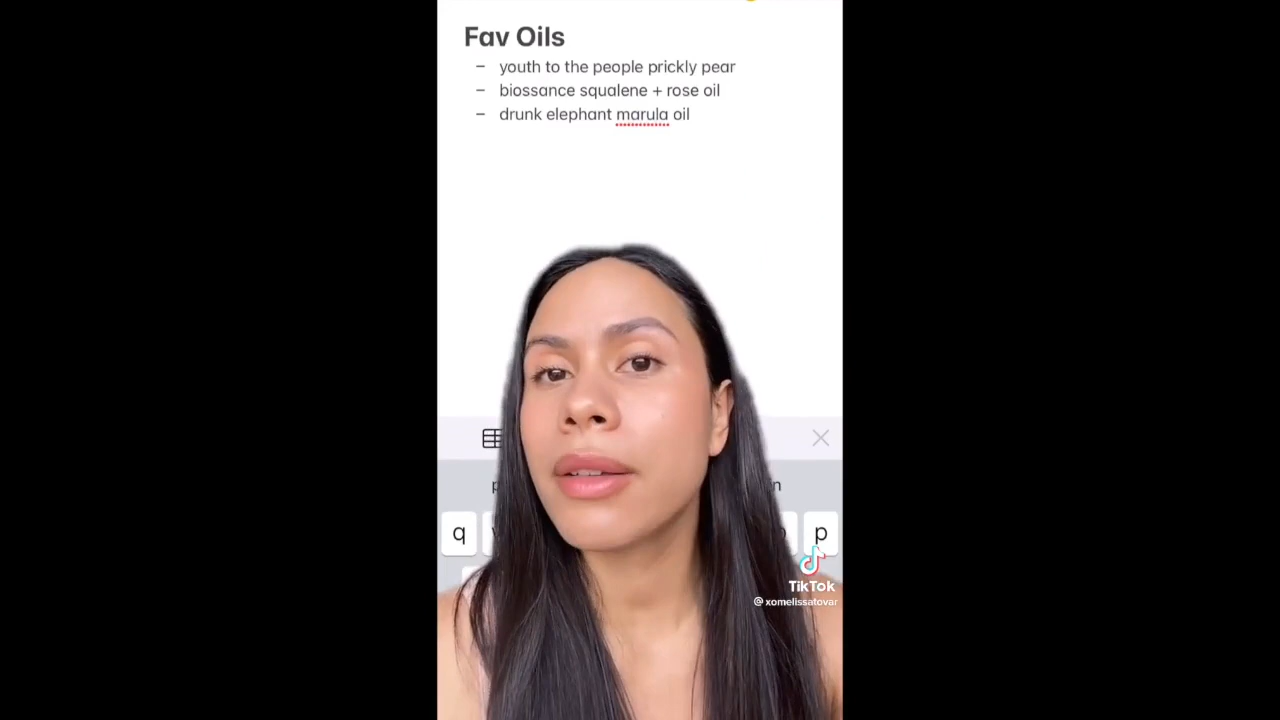 Fav Oils
– youth to the people prickly pear
– biossance squalene + rose oil
– drunk elephant marula oil
q
p
TikTok
@ xomelissatovar